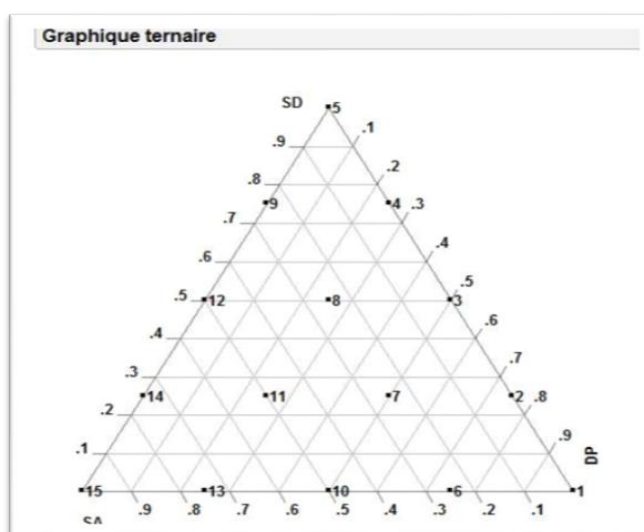 Graphique ternaire
SD 5
.9 .1
.8 .2
9 4 .3
.7
.6 .4
.5 12 8 3 .5
.4 .6
.3 .7
14 11 7 2 .8
.2
.1 .9
DP
15 13 10 6 1
SA .9 .8 .7 .6 .5 .4 .3 .2 .1